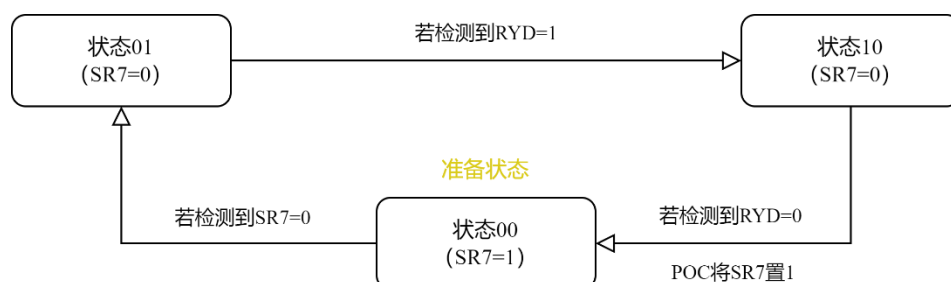 若检测到RYD=1
状态01
（SR7=0）
状态10
（SR7=0）
准备状态
若检测到SR7=0
状态00
（SR7=1）
若检测到RYD=0
POC将SR7置1